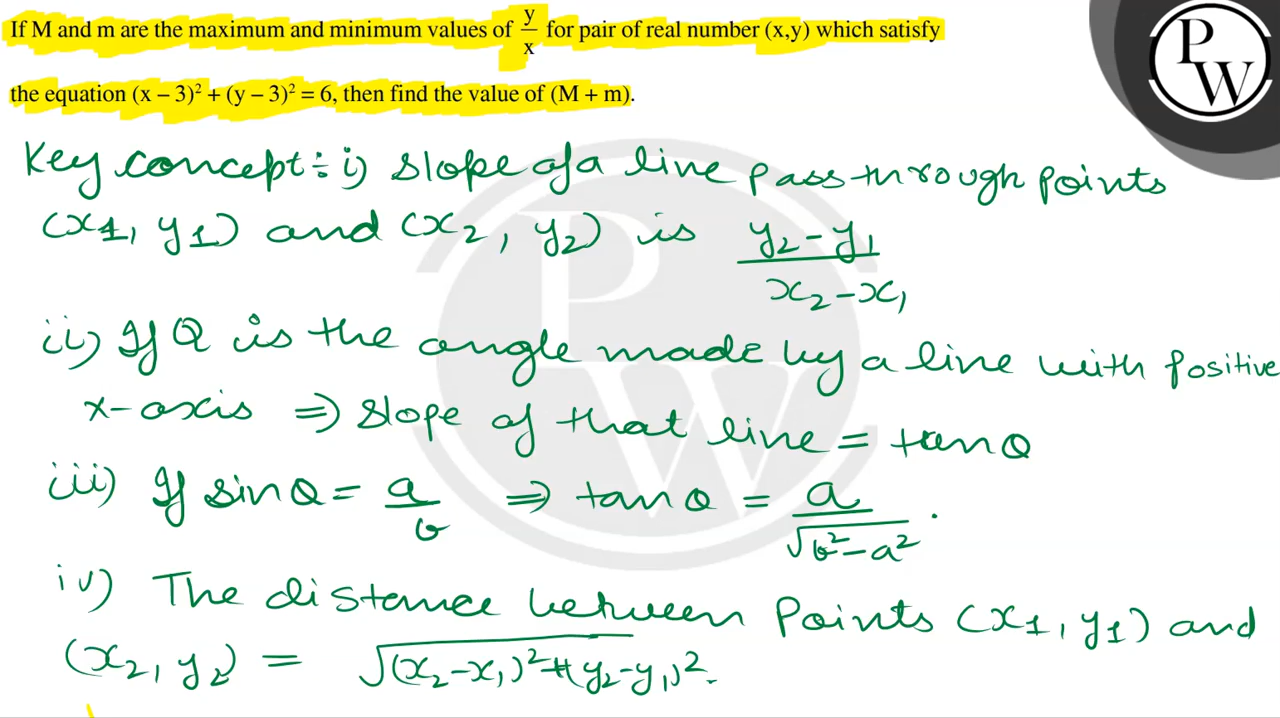 If M and m are the maximum and minimum values of y/x for pair of real number (x,y) which satisfy
the equation (x – 3)² + (y – 3)² = 6, then find the value of (M + m).
P
W
Key concept:- i) slope of a line pass through points
(x1, y1) and (x2, y2) is y2-y1/x2-x1
ii) If Q is the angle made by a line with positive
x-axis ⇒ slope of that line = tanQ
iii) If sinQ = a/b ⇒ tanQ = a/√b²-a².
iv) The distance between Points (x1, y1) and
(x2, y2) = √(x2-x1)²+(y2-y1)².